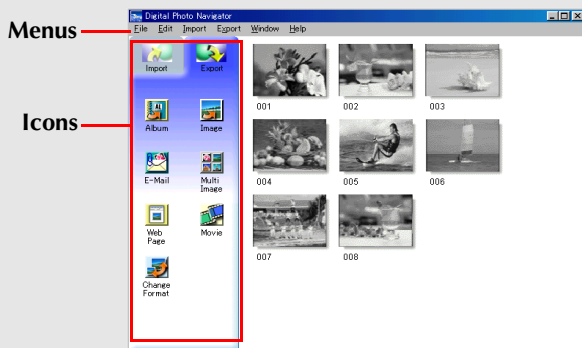 Digital Photo Navigator
Menus
File Edit Import Export Window Help
Import Export
Icons
Album Image
E-Mail Multi Image
Web Page Movie
Change Format
001 002 003
004 005 006
007 008